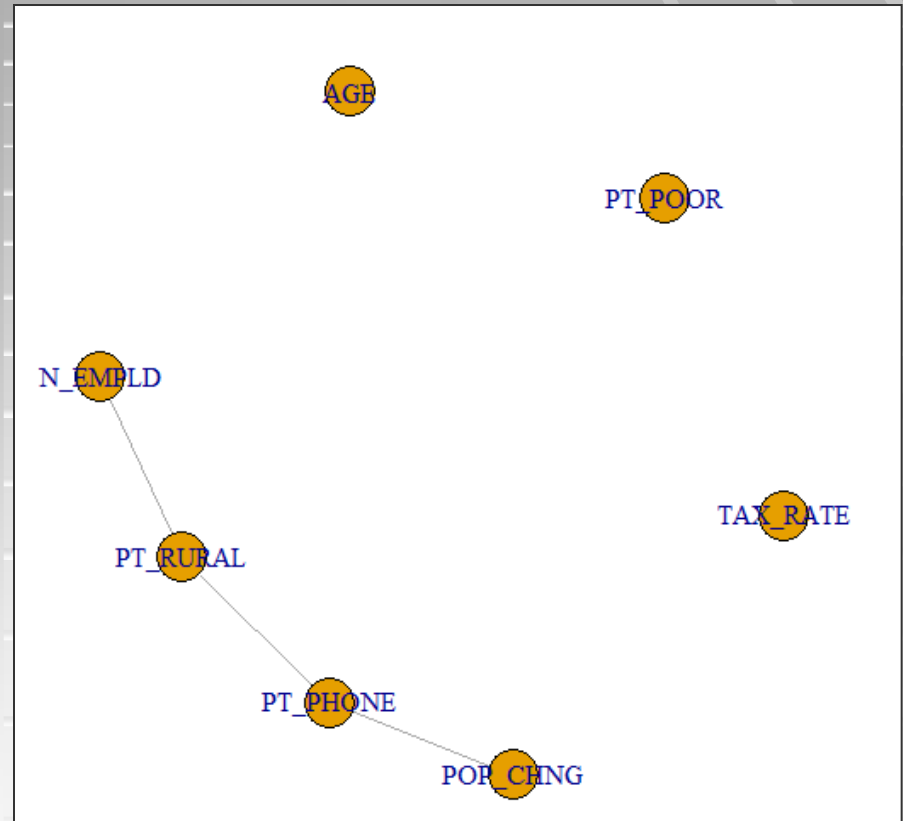 AGE
PT_POOR
N_EMPLD
TAX_RATE
PT_RURAL
PT_PHONE
POP_CHNG